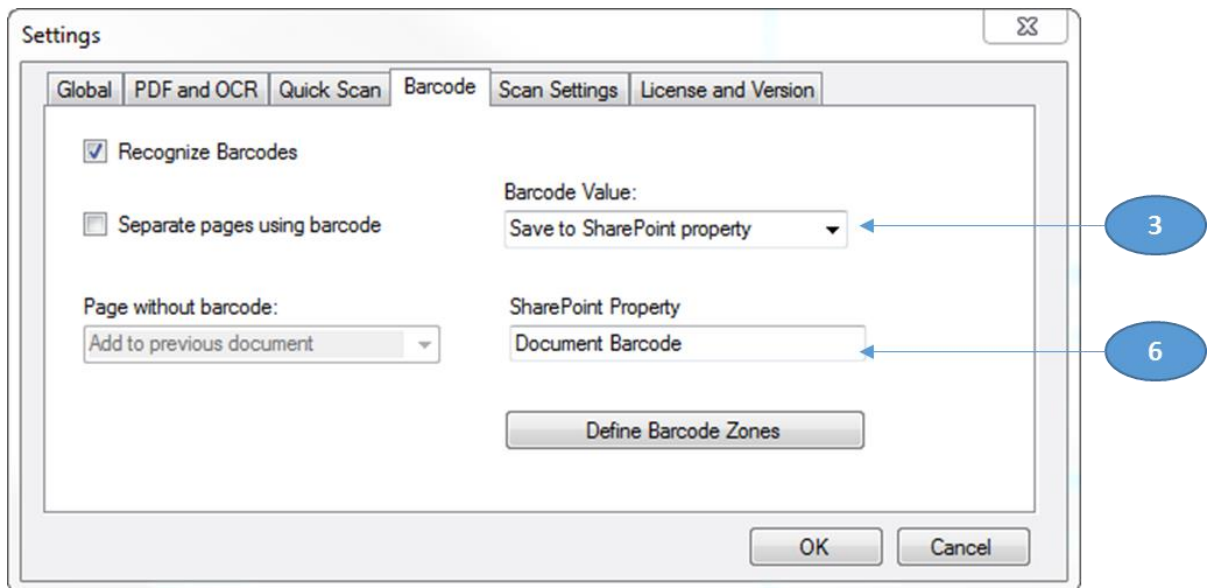 Settings
Global PDF and OCR Quick Scan Barcode Scan Settings License and Version
Recognize Barcodes
Barcode Value:
Separate pages using barcode
Save to SharePoint property
3
Page without barcode:
SharePoint Property
Add to previous document
Document Barcode
6
Define Barcode Zones
OK Cancel